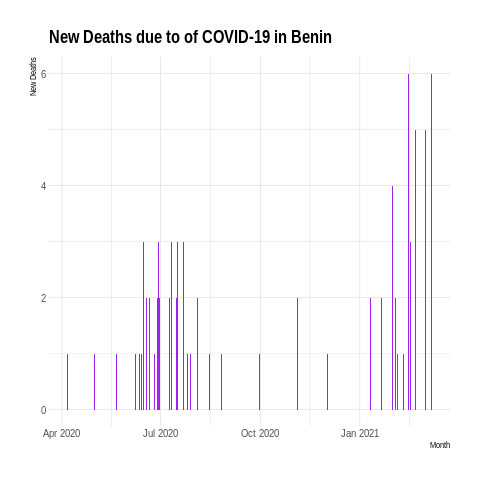 New Deaths due to of COVID-19 in Benin
New Deaths
6
4
2
0
Apr 2020 Jul 2020 Oct 2020 Jan 2021
Month